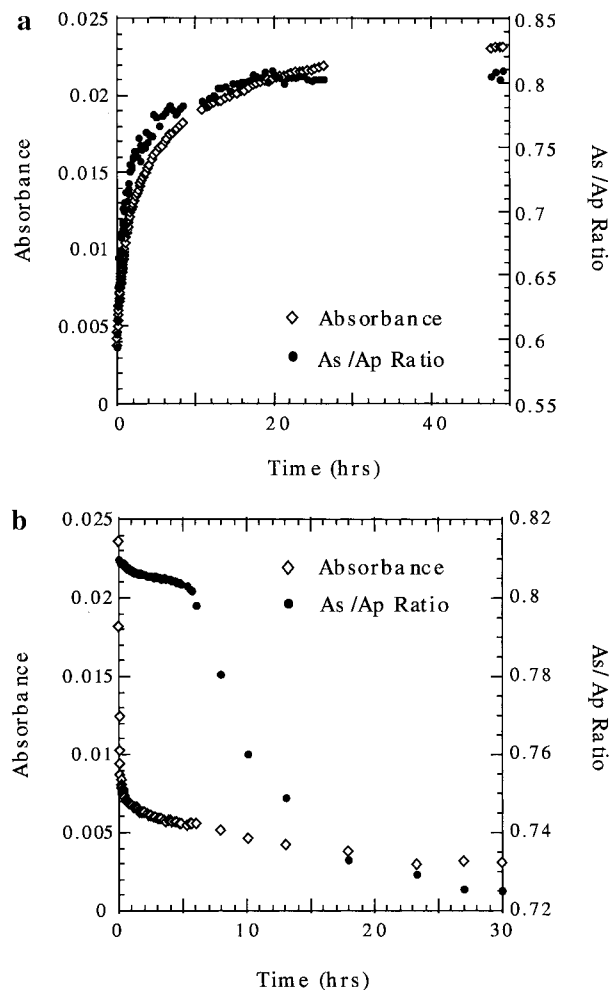 a
0.025
0.02
0.015
0.01
0.005
0
Absorbance
0.85
0.8
0.75
0.7
0.65
0.6
0.55
As/Ap Ratio
◇ Absorbance
● As/Ap Ratio
0 20 40
Time (hrs)
b
0.025
0.02
0.015
0.01
0.005
0
Absorbance
0.82
0.8
0.78
0.76
0.74
0.72
As/Ap Ratio
◇ Absorbance
● As/Ap Ratio
0 10 20 30
Time (hrs)